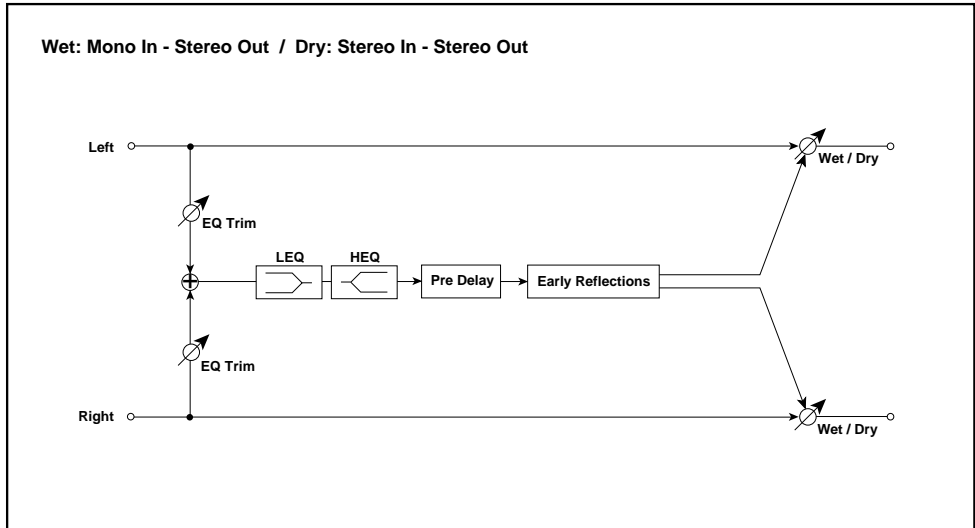 Wet: Mono In - Stereo Out / Dry: Stereo In - Stereo Out
Left
Wet / Dry
EQ Trim
LEQ
HEQ
Pre Delay
Early Reflections
EQ Trim
Right
Wet / Dry